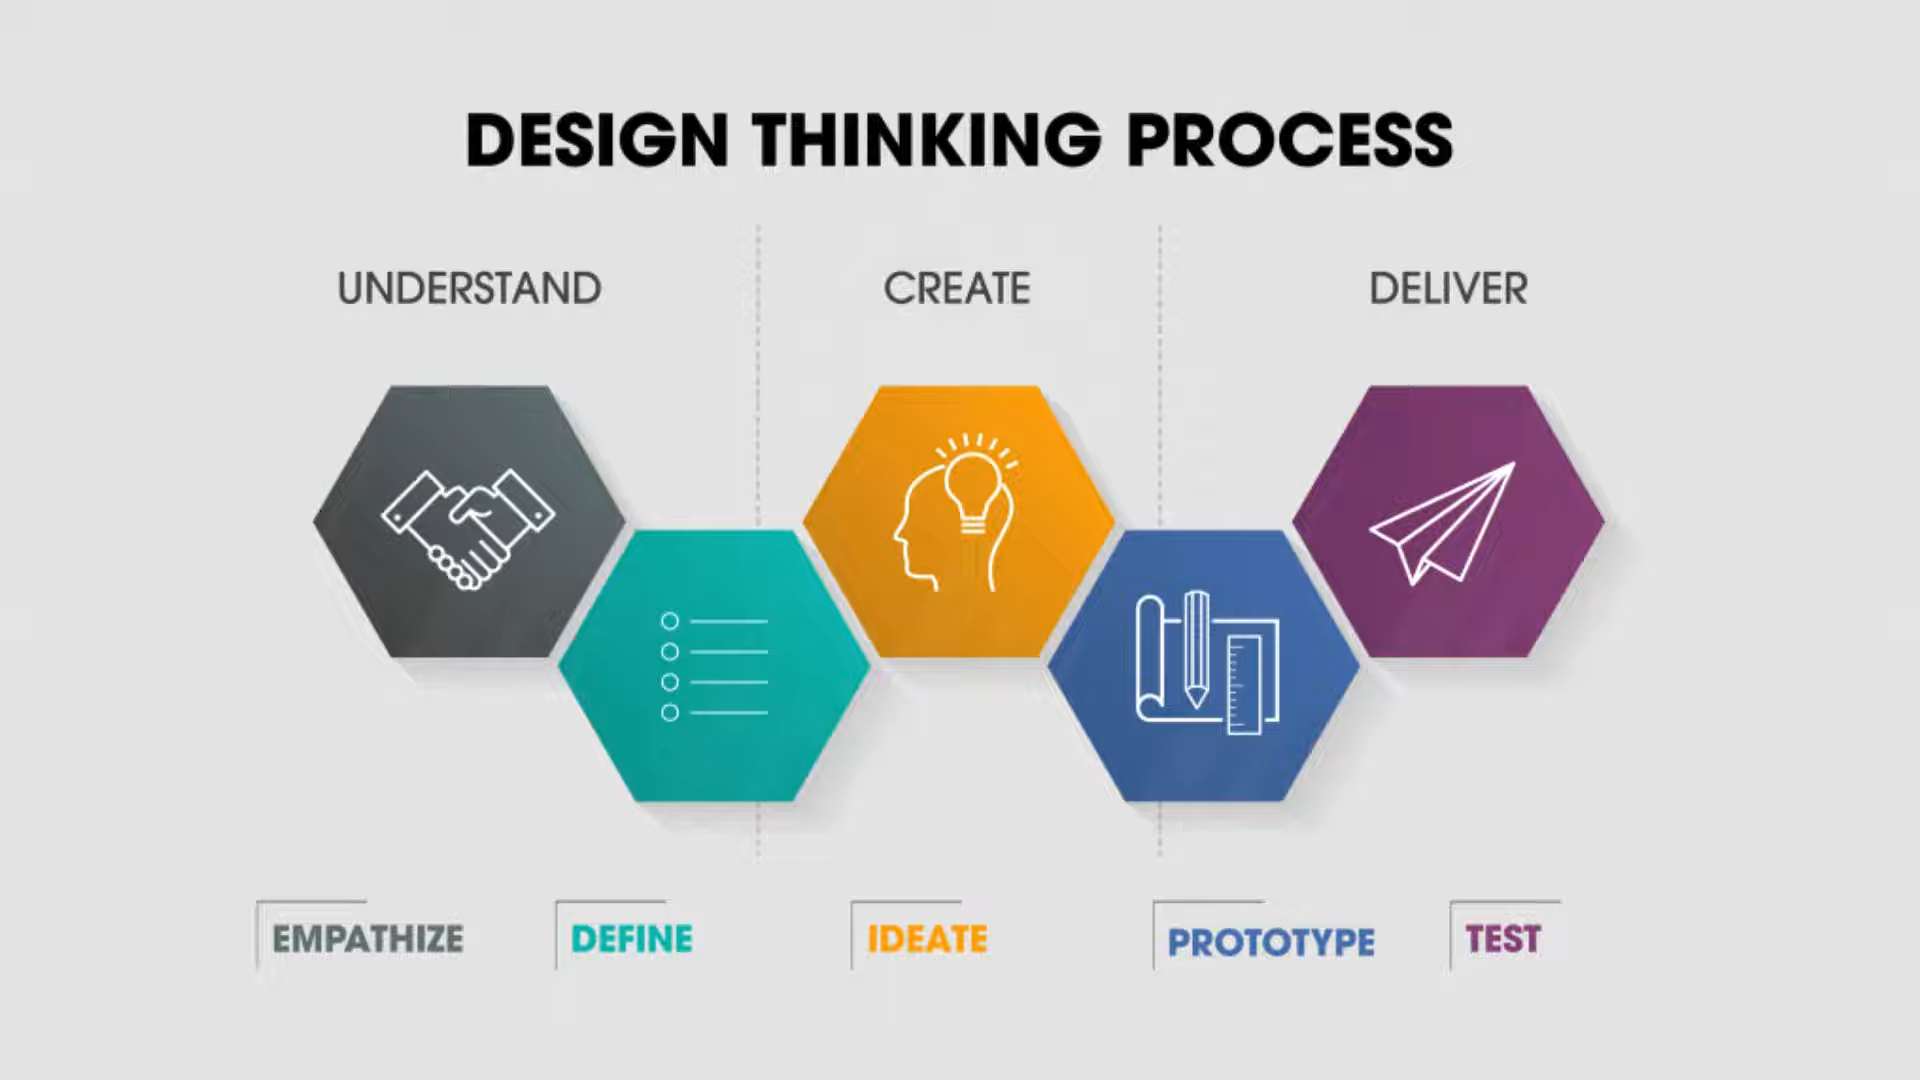 DESIGN THINKING PROCESS
UNDERSTAND
CREATE
DELIVER
EMPATHIZE
DEFINE
IDEATE
PROTOTYPE
TEST